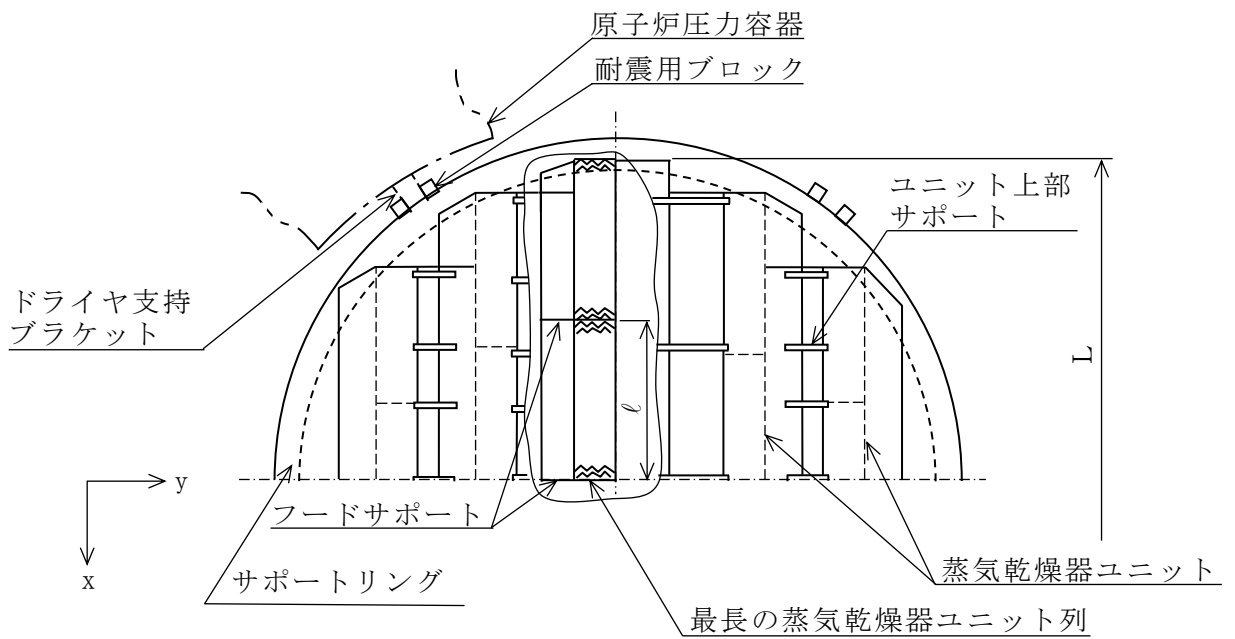 原子炉圧力容器
耐震用ブロック
ユニット上部
サポート
ドライヤ支持
ブラケット
L
ℓ
y
フードサポート
x
サポートリング
蒸気乾燥器ユニット
最長の蒸気乾燥器ユニット列